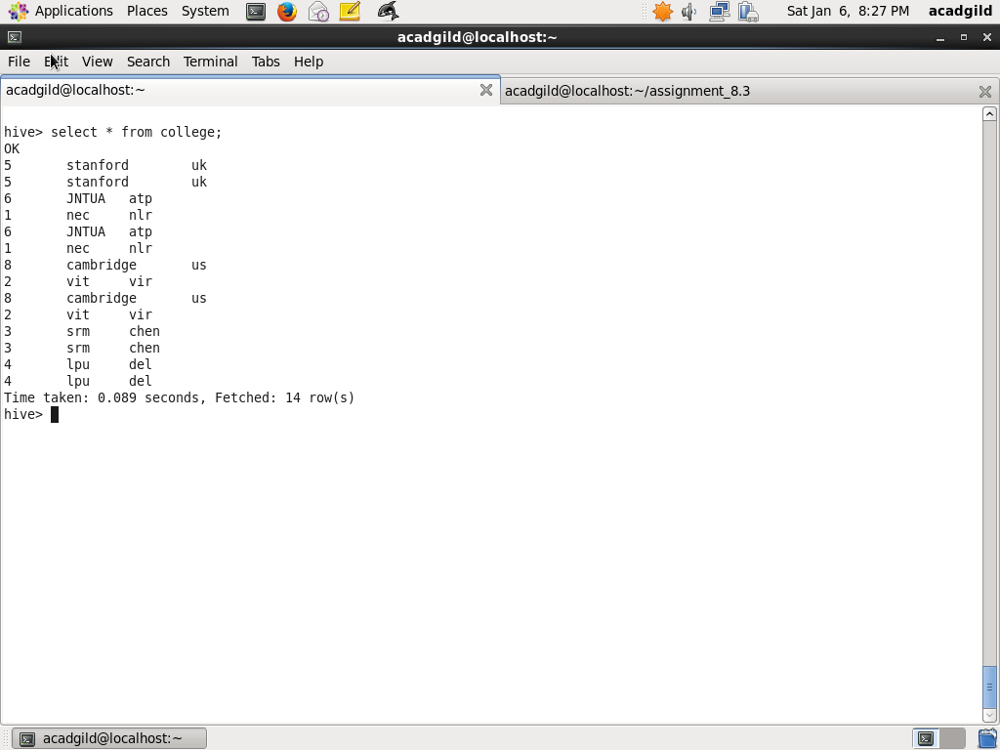 Applications Places System Sat Jan 6, 8:27 PM acadgild
acadgild@localhost:~
File Edit View Search Terminal Tabs Help
acadgild@localhost:~ acadgild@localhost:~/assignment_8.3
hive> select * from college;
OK
5 stanford uk
5 stanford uk
6 JNTUA atp
1 nec nlr
6 JNTUA atp
1 nec nlr
8 cambridge us
2 vit vir
8 cambridge us
2 vit vir
3 srm chen
3 srm chen
4 lpu del
4 lpu del
Time taken: 0.089 seconds, Fetched: 14 row(s)
hive>
acadgild@localhost:~